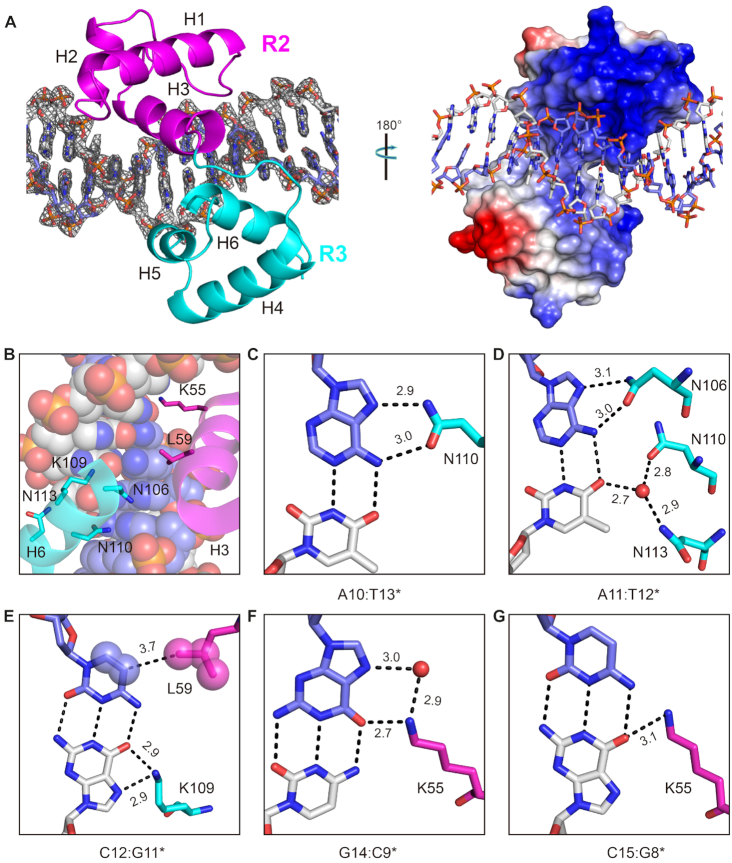 A
H1
R2
H2
H3
180°
H6
R3
H5
H4
B
K55
L59
K109
N113
N106
N110
H6
H3
C
2.9
3.0
N110
A10:T13*
D
3.1
N106
3.0
N110
2.8
2.7
2.9
N113
A11:T12*
E
3.7
L59
2.9
2.9
K109
C12:G11*
F
3.0
2.9
2.7
K55
G14:C9*
G
3.1
K55
C15:G8*